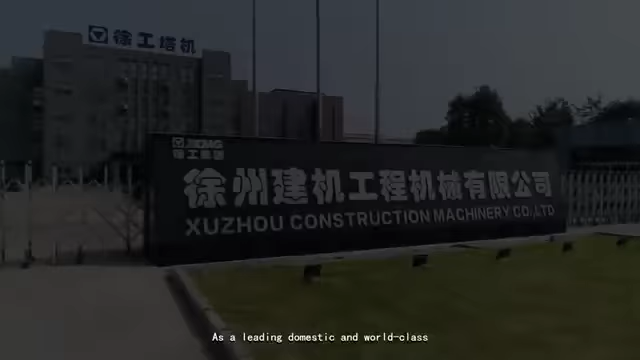 徐工塔机
XCMG
徐工集团
徐州建机工程机械有限公司
XUZHOU CONSTRUCTION MACHINERY CO.,LTD
As a leading domestic and world-class